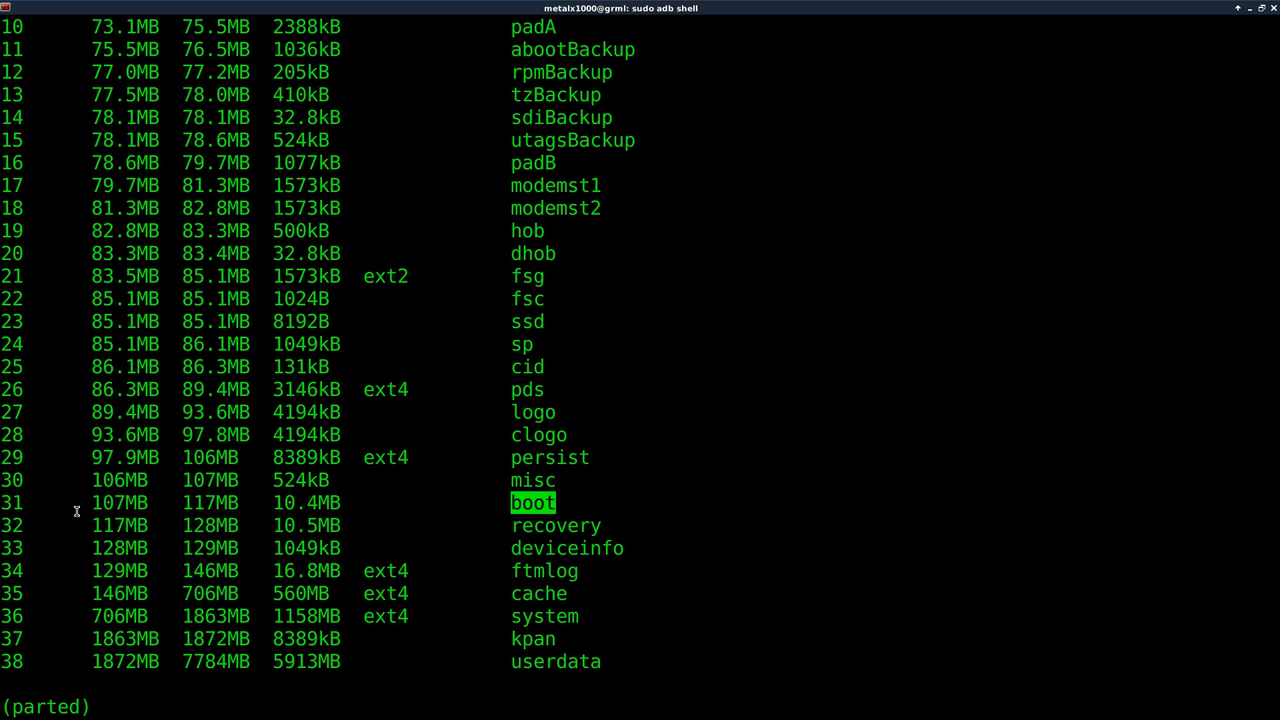 metalx1000@grml: sudo adb shell
10 73.1MB 75.5MB 2388kB padA
11 75.5MB 76.5MB 1036kB abootBackup
12 77.0MB 77.2MB 205kB rpmBackup
13 77.5MB 78.0MB 410kB tzBackup
14 78.1MB 78.1MB 32.8kB sdiBackup
15 78.1MB 78.6MB 524kB utagsBackup
16 78.6MB 79.7MB 1077kB padB
17 79.7MB 81.3MB 1573kB modemst1
18 81.3MB 82.8MB 1573kB modemst2
19 82.8MB 83.3MB 500kB hob
20 83.3MB 83.4MB 32.8kB dhob
21 83.5MB 85.1MB 1573kB ext2 fsg
22 85.1MB 85.1MB 1024B fsc
23 85.1MB 85.1MB 8192B ssd
24 85.1MB 86.1MB 1049kB sp
25 86.1MB 86.3MB 131kB cid
26 86.3MB 89.4MB 3146kB ext4 pds
27 89.4MB 93.6MB 4194kB logo
28 93.6MB 97.8MB 4194kB clogo
29 97.9MB 106MB 8389kB ext4 persist
30 106MB 107MB 524kB misc
31 107MB 117MB 10.4MB boot
32 117MB 128MB 10.5MB recovery
33 128MB 129MB 1049kB deviceinfo
34 129MB 146MB 16.8MB ext4 ftmlog
35 146MB 706MB 560MB ext4 cache
36 706MB 1863MB 1158MB ext4 system
37 1863MB 1872MB 8389kB kpan
38 1872MB 7784MB 5913MB userdata
(parted)